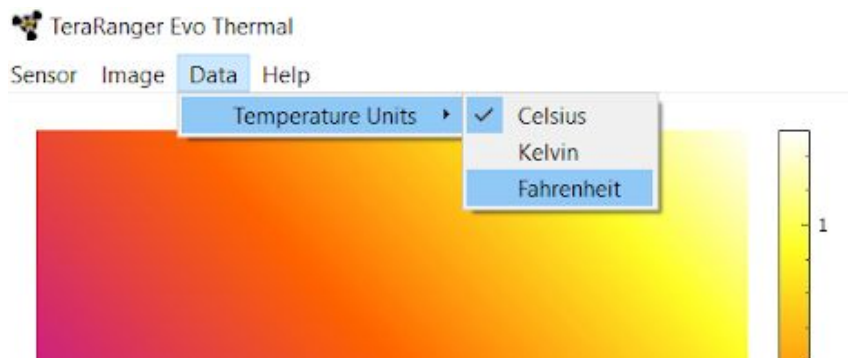 TeraRanger Evo Thermal
Sensor Image Data Help
Temperature Units
Celsius
Kelvin
Fahrenheit
1